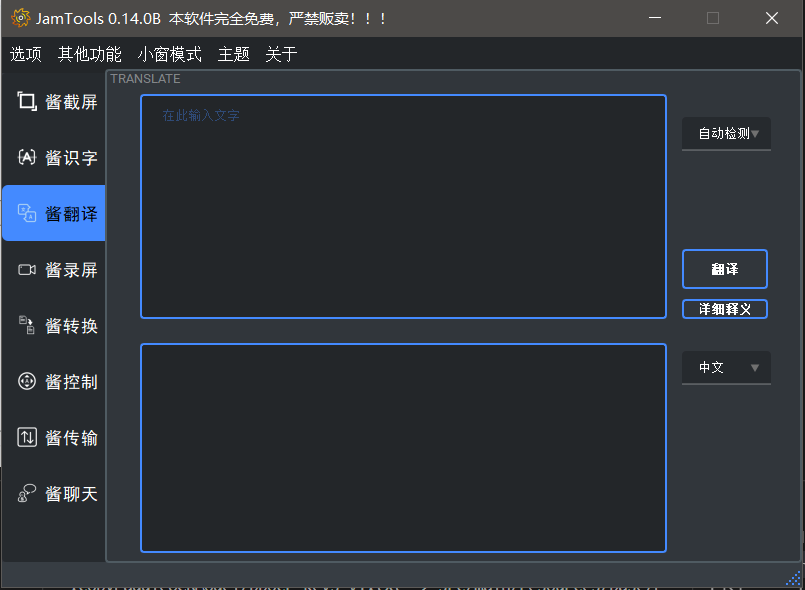 JamTools 0.14.0B 本软件完全免费，严禁贩卖！！！
选项 其他功能 小窗模式 主题 关于
TRANSLATE
酱截屏
酱识字
酱翻译
酱录屏
酱转换
酱控制
酱传输
酱聊天
在此输入文字
自动检测
翻译
详细释义
中文